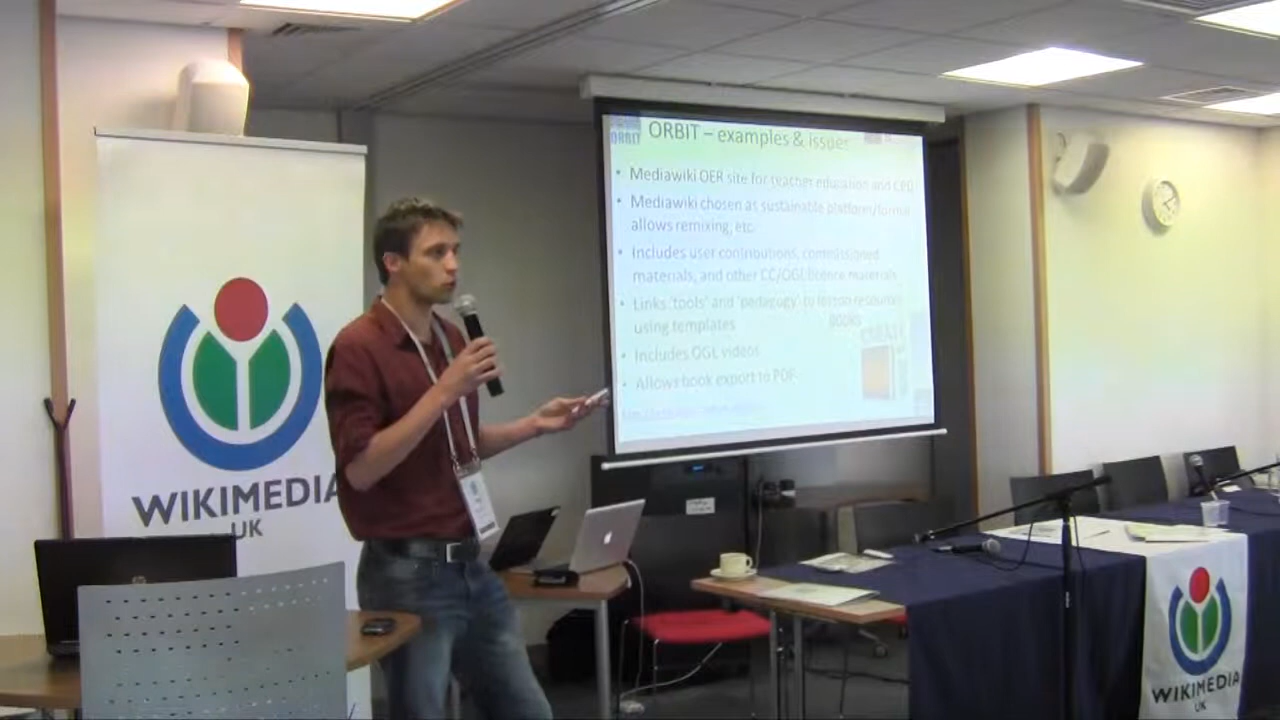 ORBIT
ORBIT – examples & issues
• Mediawiki OER site for teacher education and CPD
• Mediawiki chosen as sustainable platform/format
allows remixing, etc.
• Includes user contributions, commissioned
materials, and other CC/OGL licence materials
• Links 'tools' and 'pedagogy' to lesson resources
using templates
• Includes OGL videos
• Allows book export to PDF
BOOKS
WIKIMEDIA
UK
WIKIMEDIA
UK